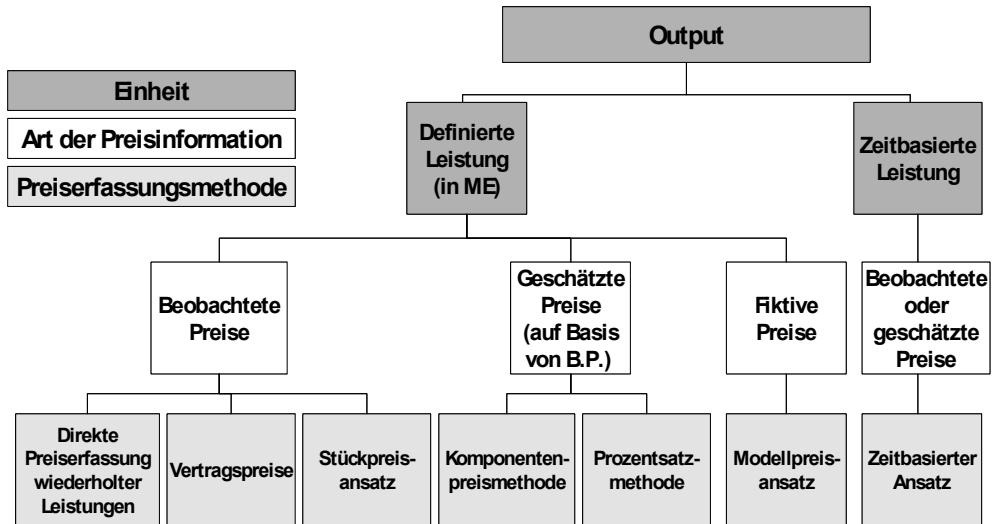 Output
Einheit
Art der Preisinformation
Preiserfassungsmethode
Definierte
Leistung
(in ME)
Zeitbasierte
Leistung
Beobachtete
Preise
Geschätzte
Preise
(auf Basis
von B.P.)
Fiktive
Preise
Beobachtete
oder
geschätzte
Preise
Direkte
Preiserfassung
wiederholter
Leistungen
Vertragspreise
Stückpreis-
ansatz
Komponenten-
preismethode
Prozentsatz-
methode
Modellpreis-
ansatz
Zeitbasierter
Ansatz